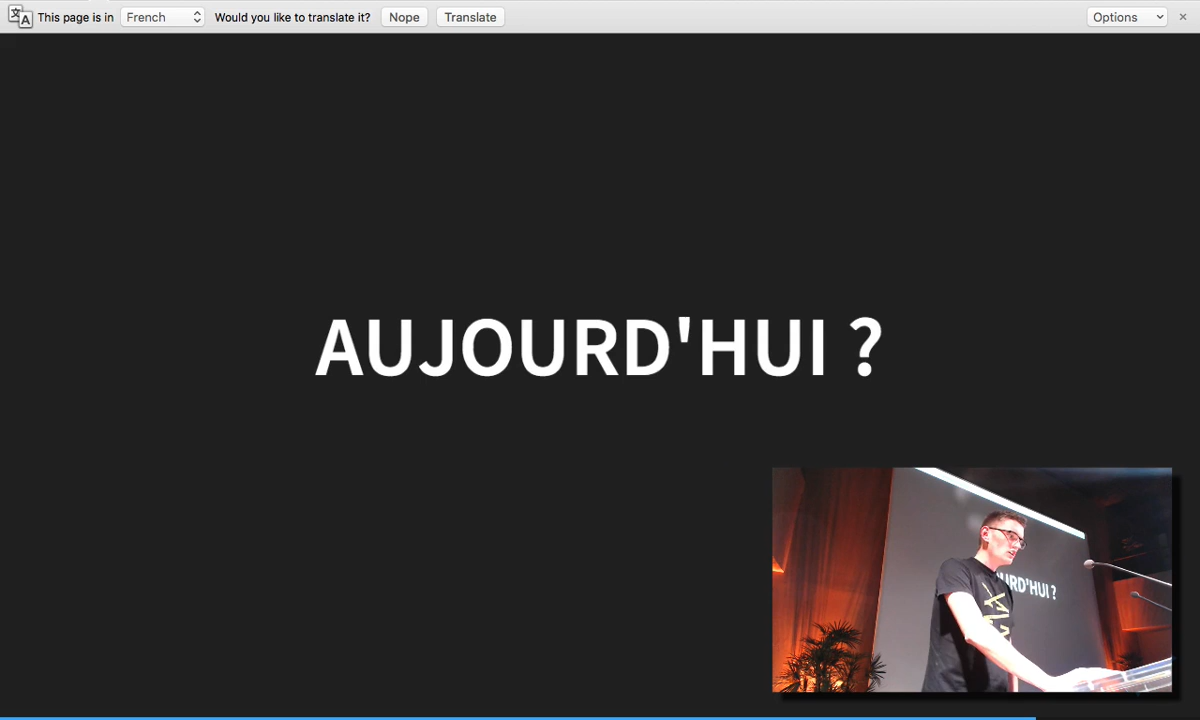 This page is in French Would you like to translate it? Nope Translate Options ×
AUJOURD'HUI ?
URD'HUI ?